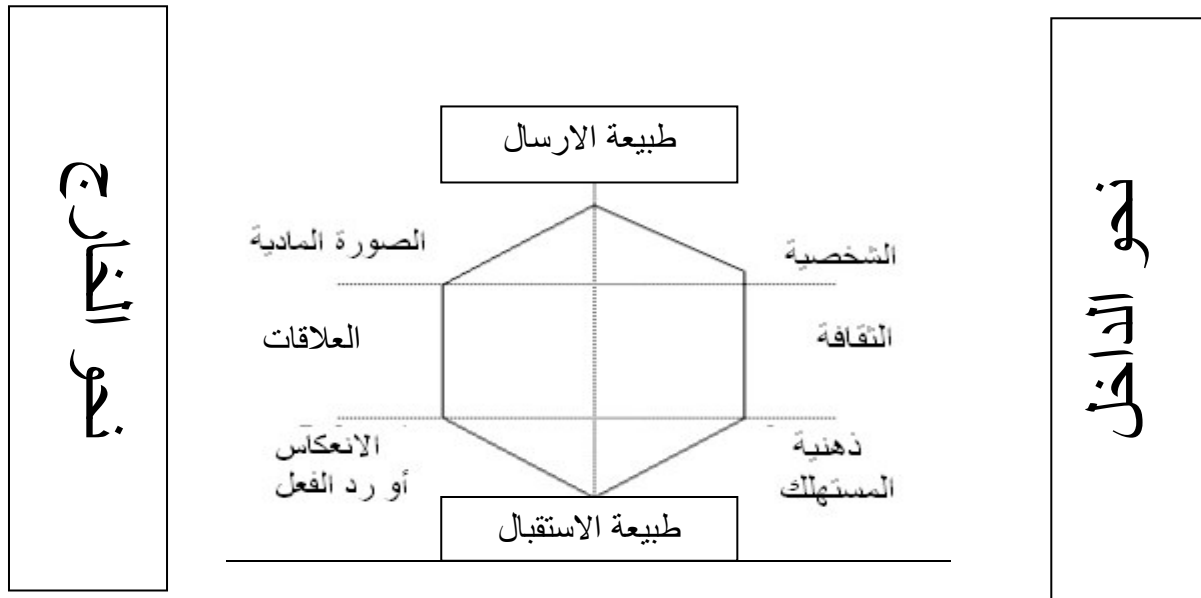 طبيعة الارسال
نحو الداخل
الشخصية
الثقافة
ذهنية
المستهلك
الصورة المادية
العلاقات
الانعكاس
أو رد الفعل
نحو الخارج
طبيعة الاستقبال